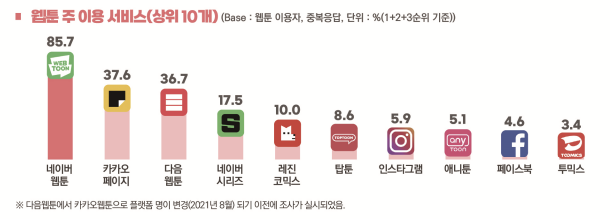 ■ 웹툰 주 이용 서비스(상위 10개) (Base : 웹툰 이용자, 중복응답, 단위 : %(1+2+3순위 기준))
85.7 37.6 36.7 17.5 10.0 8.6 5.9 5.1 4.6 3.4
WEB
TOON
S
TOPTOON
any
TOON
f
TOOMICS
네이버 웹툰
카카오 페이지
다음 웹툰
네이버 시리즈
레진 코믹스
탑툰
인스타그램
애니툰
페이스북
투믹스
※ 다음웹툰에서 카카오웹툰으로 플랫폼 명이 변경(2021년 8월) 되기 이전에 조사가 실시되었음.